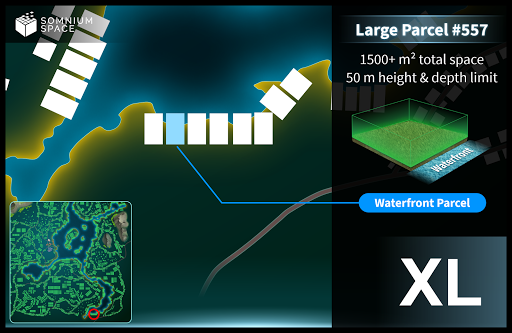 SOMNIUM
SPACE
Large Parcel #557
1500+ m² total space
50 m height & depth limit
Waterfront
Waterfront Parcel
XL